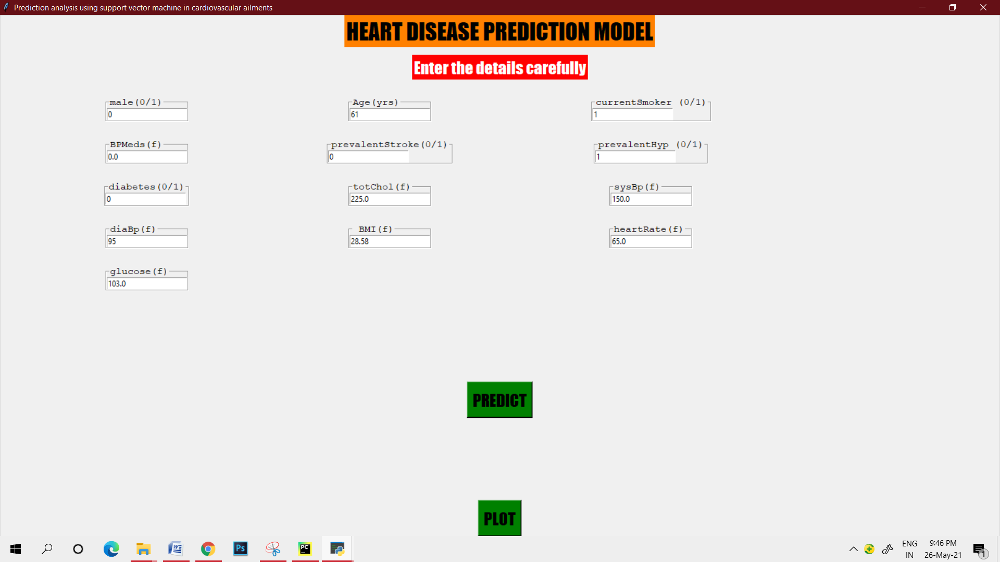 Prediction analysis using support vector machine in cardiovascular ailments
HEART DISEASE PREDICTION MODEL
Enter the details carefully
male(0/1)
0
Age(yrs)
61
currentSmoker (0/1)
1
BPMeds(f)
0.0
prevalentStroke(0/1)
0
prevalentHyp (0/1)
1
diabetes(0/1)
0
totChol(f)
225.0
sysBp(f)
150.0
diaBp(f)
95
BMI(f)
28.58
heartRate(f)
65.0
glucose(f)
103.0
PREDICT
PLOT
W
Ps
PC
ENG
IN
9:46 PM
26-May-21
1